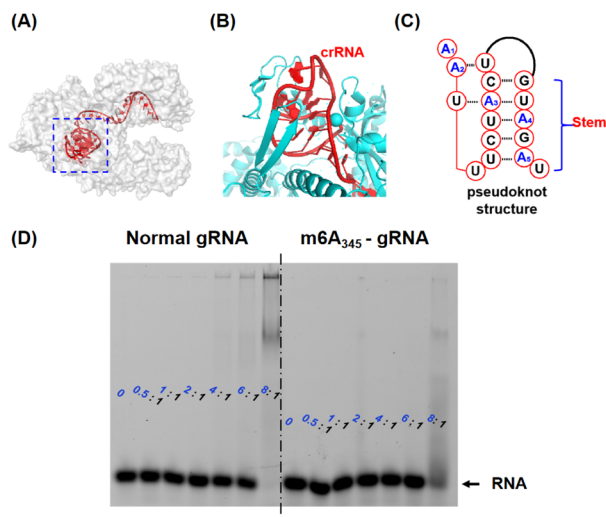 (A)
(B)
crRNA
(C)
A1
A2
U
C
G
U
A3
U
U
A4
C
G
U
U
A5
U
Stem
pseudoknot
structure
(D)
Normal gRNA
m6A345 - gRNA
0
0.5:1
1:1
2:1
4:1
6:1
8:1
0
0.5:1
1:1
2:1
4:1
6:1
8:1
RNA